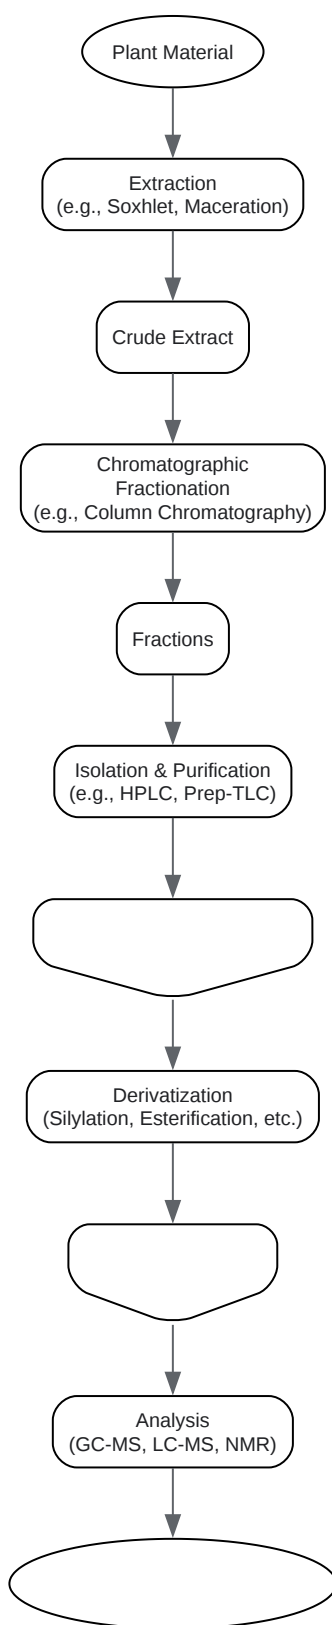 Plant Material
Extraction
(e.g., Soxhlet, Maceration)
Crude Extract
Chromatographic
Fractionation
(e.g., Column Chromatography)
Fractions
Isolation & Purification
(e.g., HPLC, Prep-TLC)
Derivatization
(Silylation, Esterification, etc.)
Analysis
(GC-MS, LC-MS, NMR)